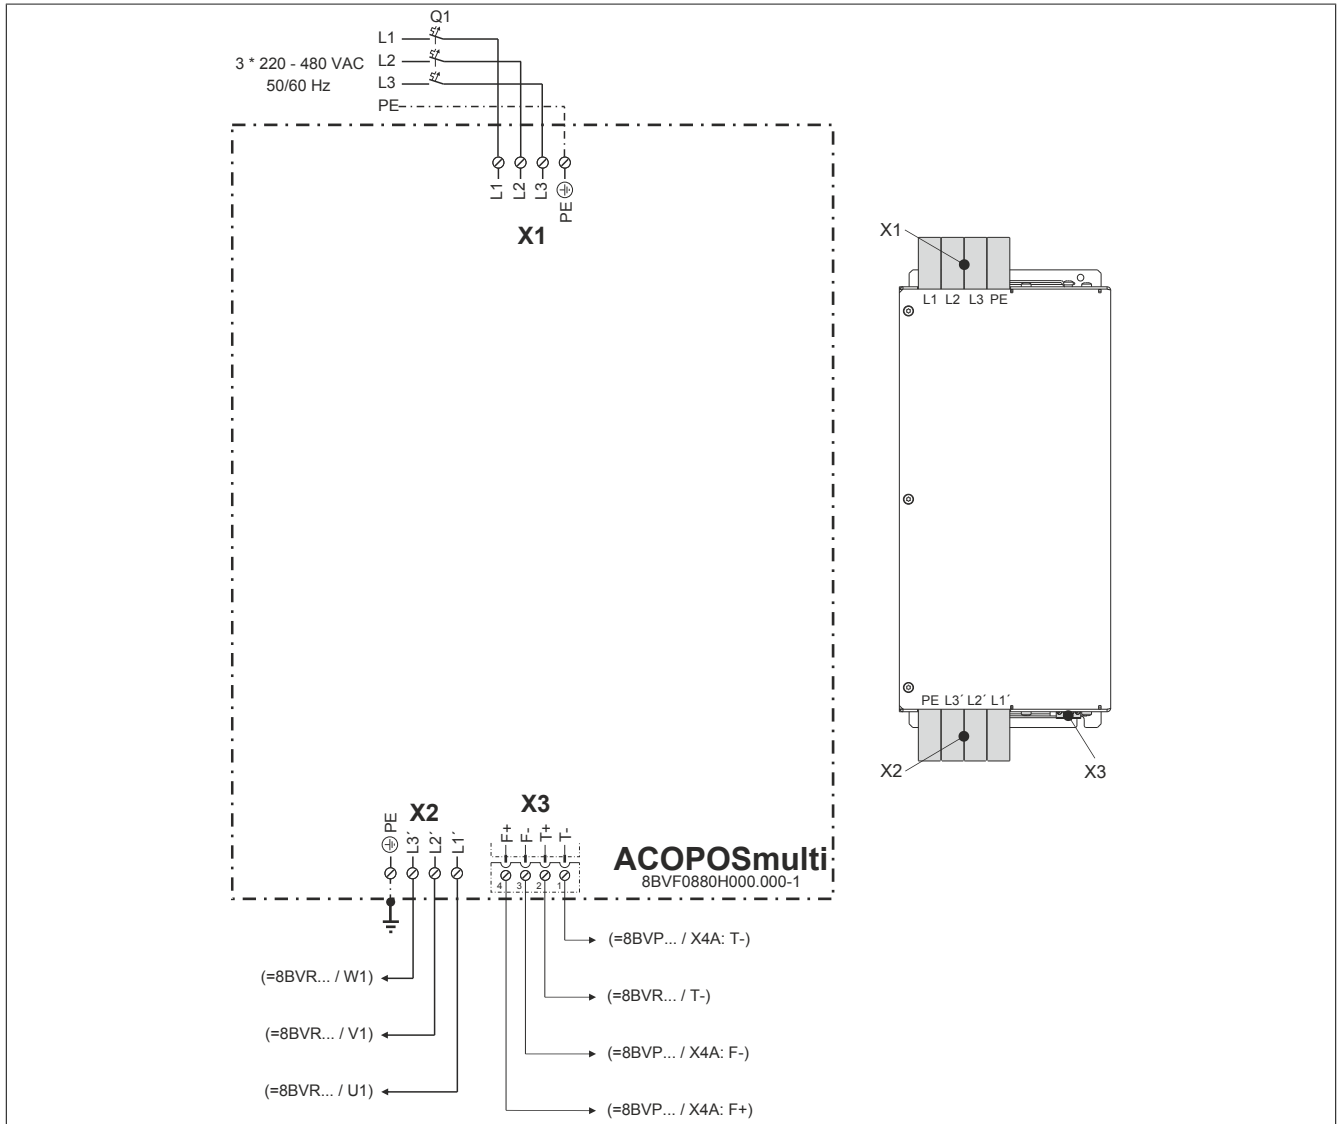 Q1
L1
3 * 220 - 480 VAC
L2
50/60 Hz
L3
PE
L1
L2
L3
PE
X1
X1
L1 L2 L3 PE
PE L3´ L2´ L1´
X2
X3
PE
L3´
L2´
L1´
X2
X3
F+
F-
T+
T-
4 3 2 1
ACOPOSmulti
8BVF0880H000.000-1
(=8BVP... / X4A: T-)
(=8BVR... / W1)
(=8BVR... / T-)
(=8BVR... / V1)
(=8BVP... / X4A: F-)
(=8BVR... / U1)
(=8BVP... / X4A: F+)